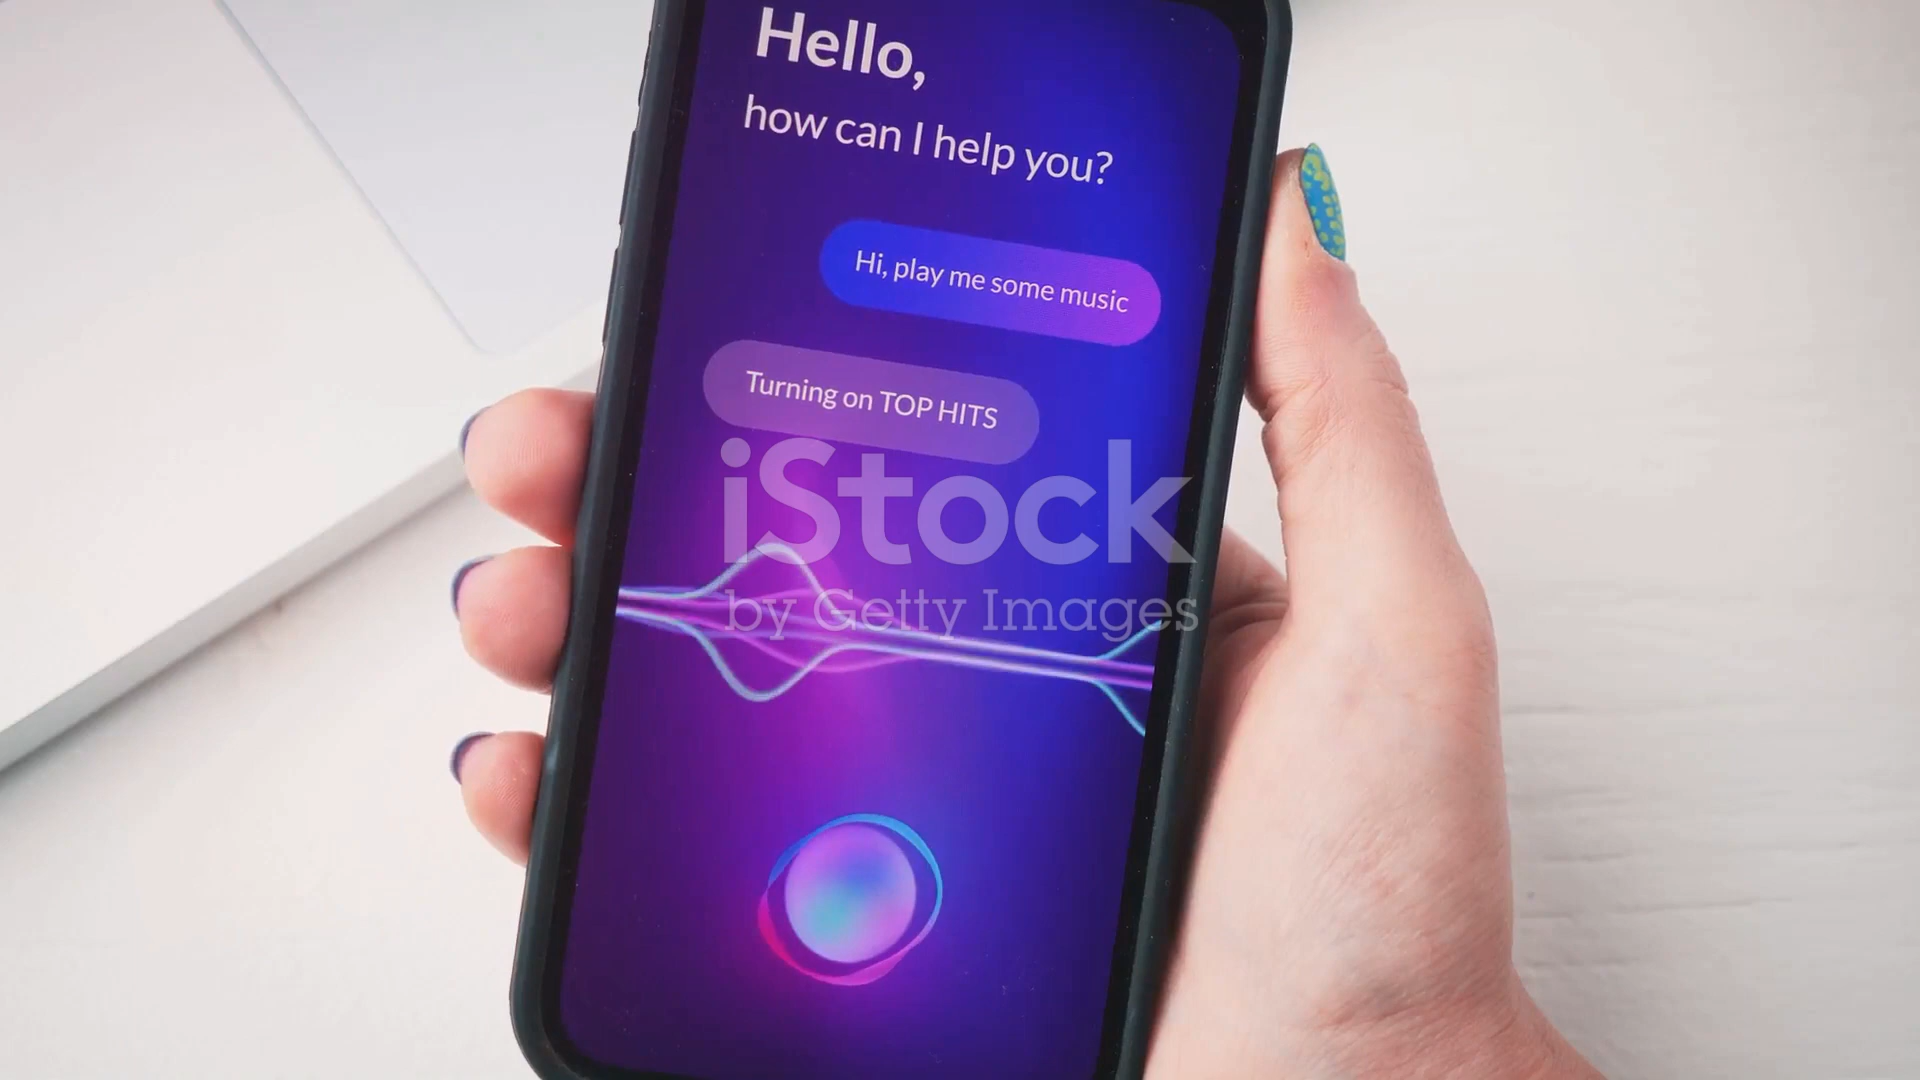 Hello,
how can I help you?
Hi, play me some music
Turning on TOP HITS
iStock
by Getty Images